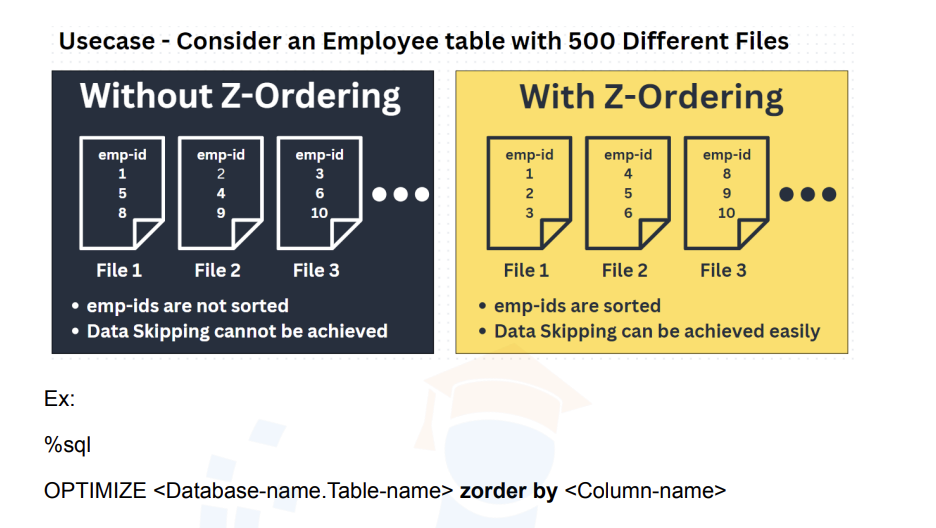 Usecase - Consider an Employee table with 500 Different Files
Without Z-Ordering
emp-id
1
5
8
File 1
emp-id
2
4
9
File 2
emp-id
3
6
10
File 3
• emp-ids are not sorted
• Data Skipping cannot be achieved
With Z-Ordering
emp-id
1
2
3
File 1
emp-id
4
5
6
File 2
emp-id
8
9
10
File 3
• emp-ids are sorted
• Data Skipping can be achieved easily
Ex:
%sql
OPTIMIZE <Database-name.Table-name> zorder by <Column-name>